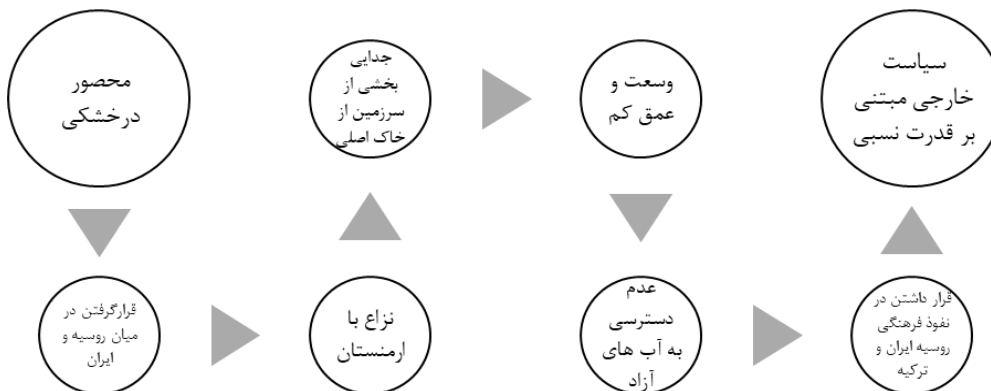 محصور
درخشکی
قرارگرفتن در
میان روسیه و
ایران
نزاع با
ارمنستان
جدایی
بخشی از
سرزمین از
خاک اصلی
وسعت و
عمق کم
عدم
دسترسی
به آب های
آزاد
قرار داشتن در
نفوذ فرهنگی
روسیه ایران و
ترکیه
سیاست
خارجی مبتنی
بر قدرت نسبی